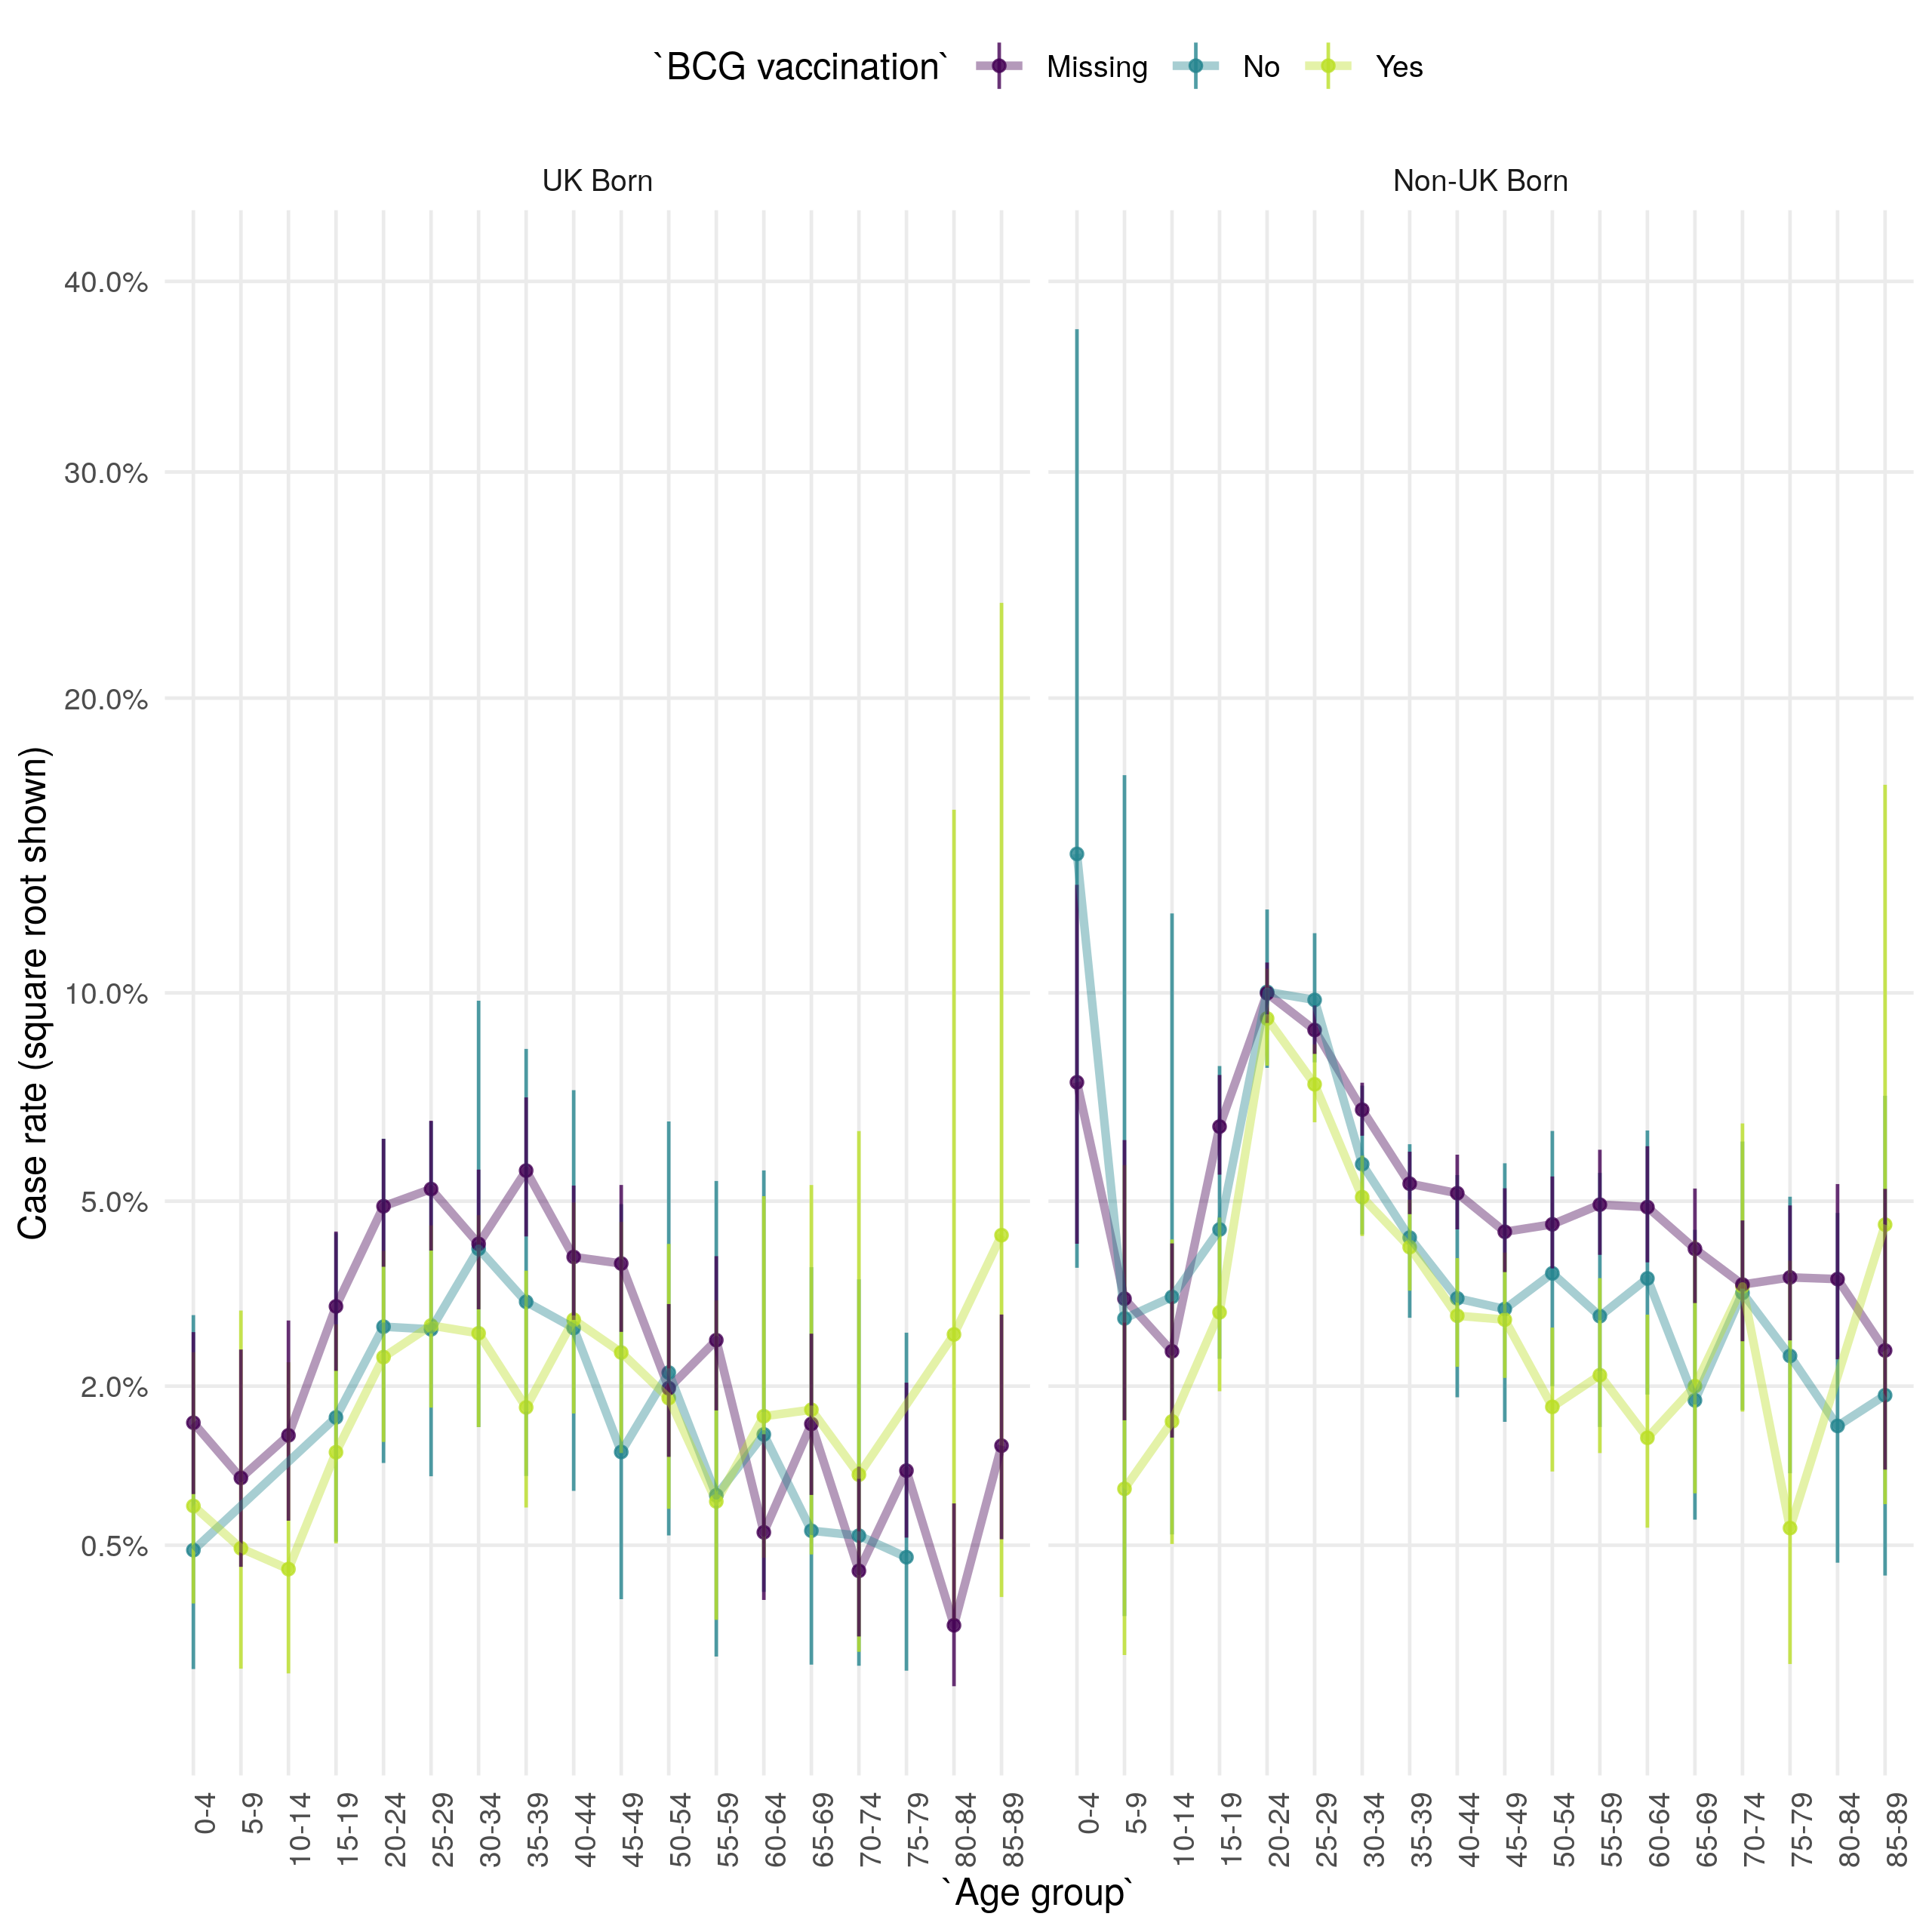 `BCG vaccination` Missing No Yes
UK Born Non-UK Born
40.0%
30.0%
20.0%
10.0%
5.0%
2.0%
0.5%
Case rate (square root shown)
0-4 5-9 10-14 15-19 20-24 25-29 30-34 35-39 40-44 45-49 50-54 55-59 60-64 65-69 70-74 75-79 80-84 85-89
0-4 5-9 10-14 15-19 20-24 25-29 30-34 35-39 40-44 45-49 50-54 55-59 60-64 65-69 70-74 75-79 80-84 85-89
`Age group`